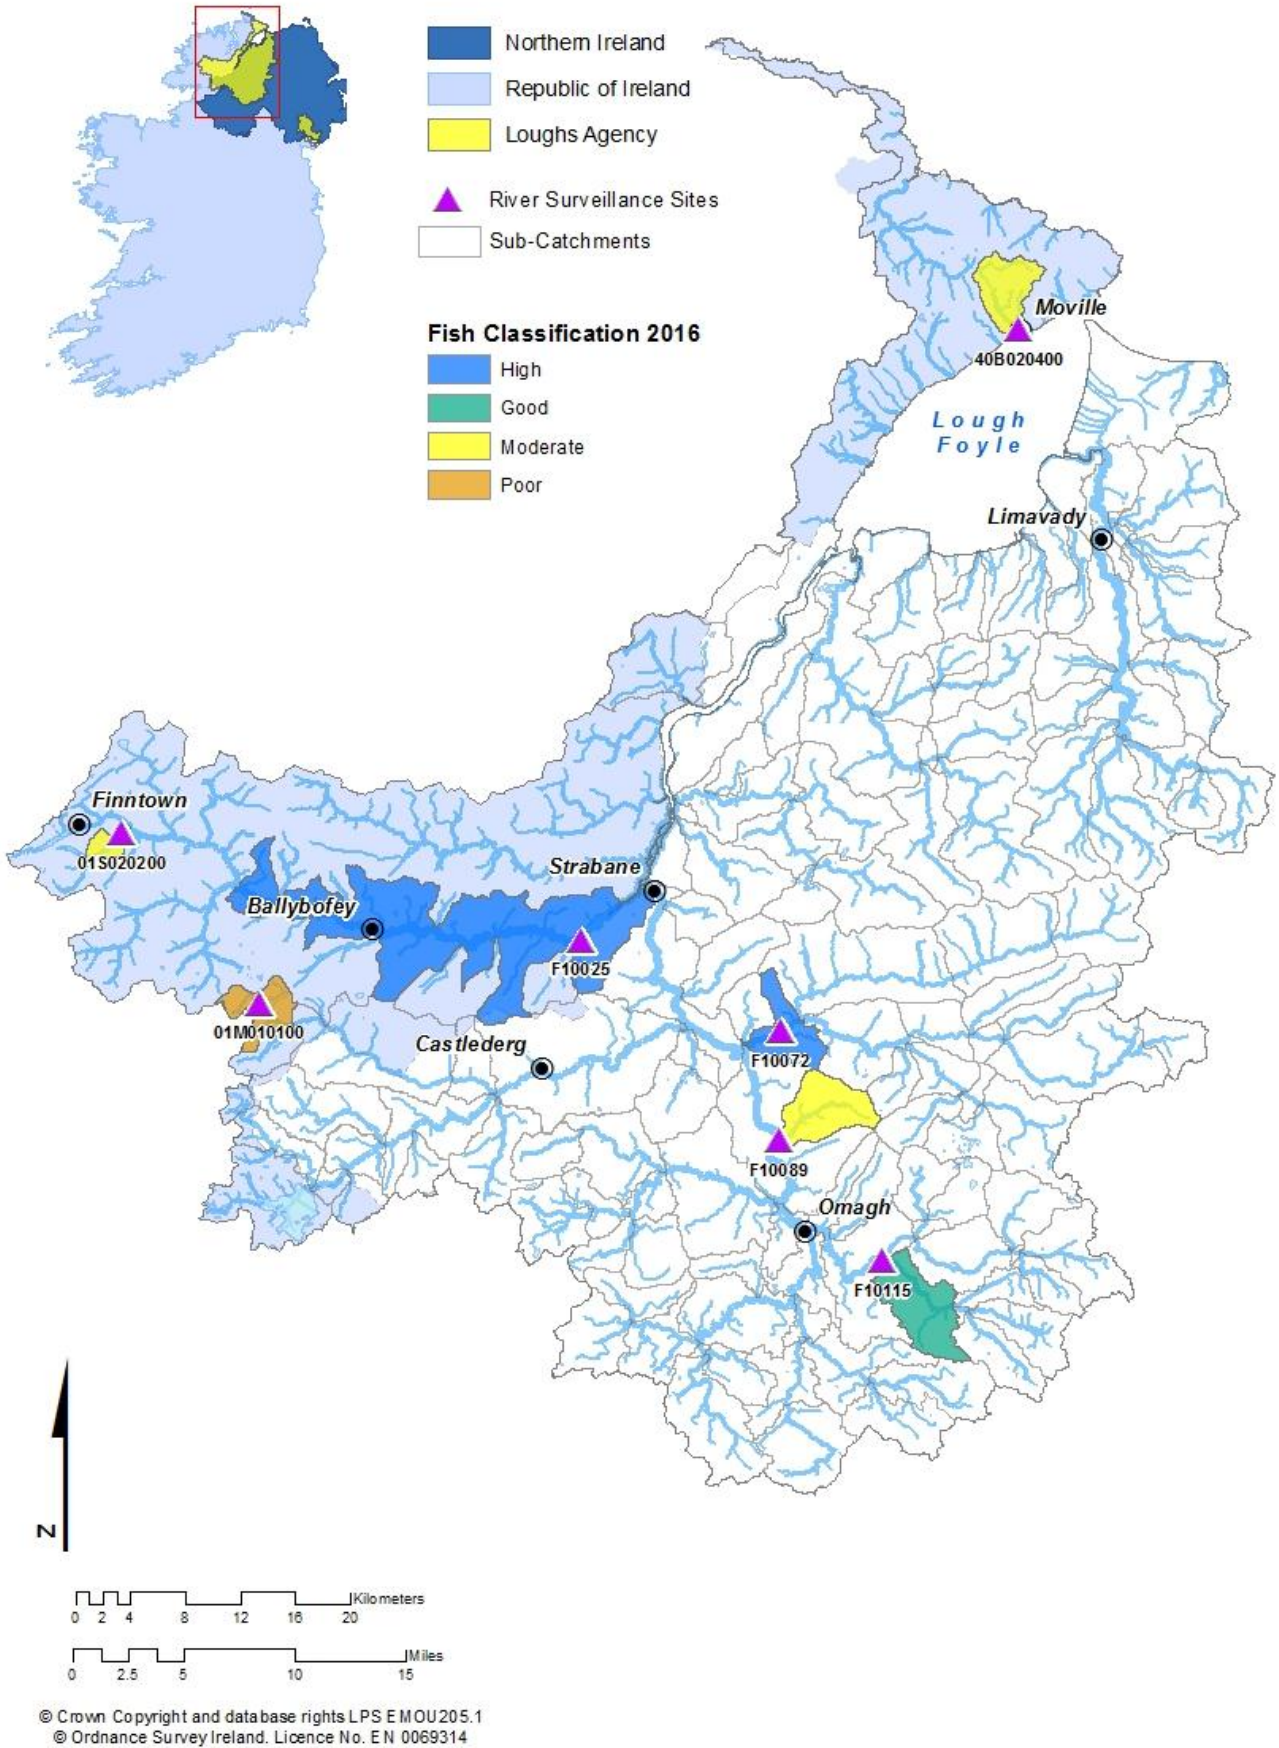 Northern Ireland
Republic of Ireland
Loughs Agency
River Surveillance Sites
Sub-Catchments
Fish Classification 2016
High
Good
Moderate
Poor
Moville
40B020400
Lough
Foyle
Limavady
Finntown
01S020200
Strabane
Ballybofey
F10025
01M010100
Castlederg
F10072
F10089
Omagh
F10115
N
Kilometers
0 2 4 8 12 16 20
Miles
0 2.5 5 10 15
© Crown Copyright and database rights LPS EMOU205.1
© Ordnance Survey Ireland. Licence No. EN 0069314